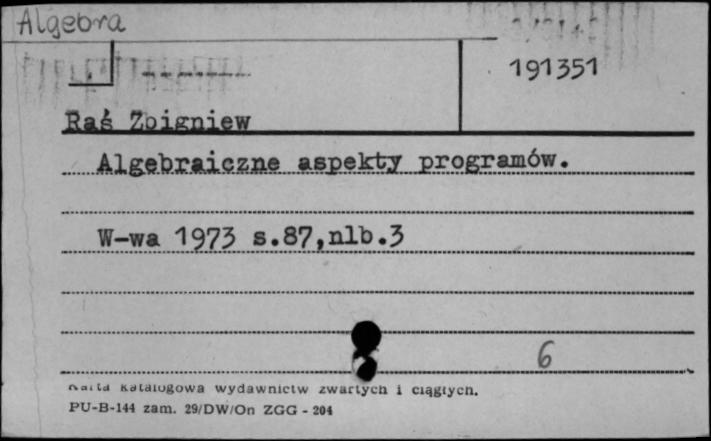 Algebra
191351
Raś Zbigniew
Algebraiczne aspekty programów.
W-wa 1973 s.87,nlb.3
6
Karta katalogowa wydawnictw zwartych i ciągłych.
PU-B-144 zam. 29/DW/On ZGG - 204